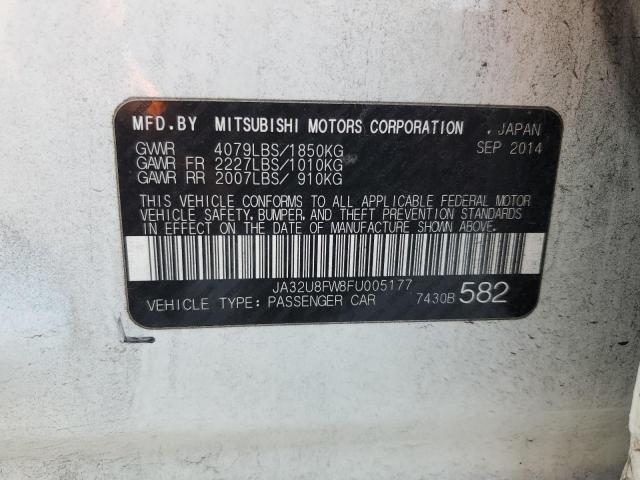 MFD.BY MITSUBISHI MOTORS CORPORATION . JAPAN
GVWR 4079LBS/1850KG SEP 2014
GAWR FR 2227LBS/1010KG
GAWR RR 2007LBS/ 910KG
THIS VEHICLE CONFORMS TO ALL APPLICABLE FEDERAL MOTOR
VEHICLE SAFETY, BUMPER, AND THEFT PREVENTION STANDARDS
IN EFFECT ON THE DATE OF MANUFACTURE SHOWN ABOVE.
JA32U8FW8FU005177
VEHICLE TYPE: PASSENGER CAR 7430B 582